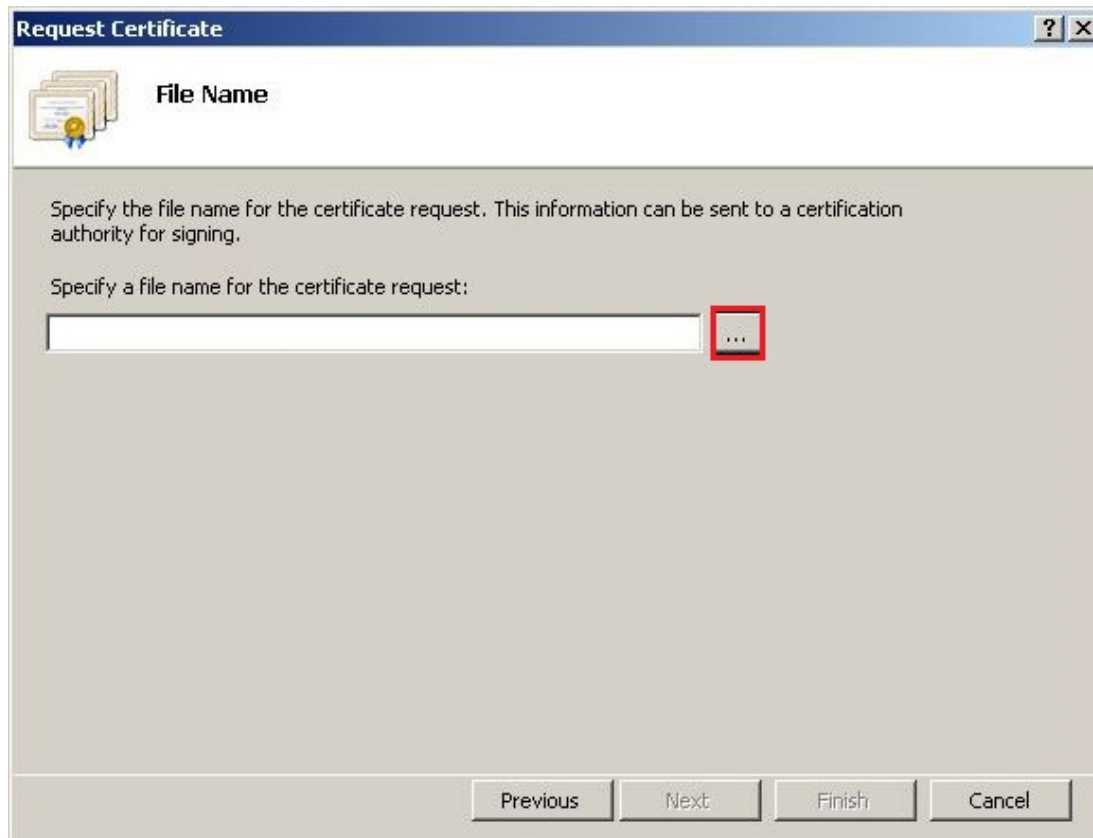 Request Certificate
File Name
Specify the file name for the certificate request. This information can be sent to a certification
authority for signing.
Specify a file name for the certificate request:
...
Previous Next Finish Cancel